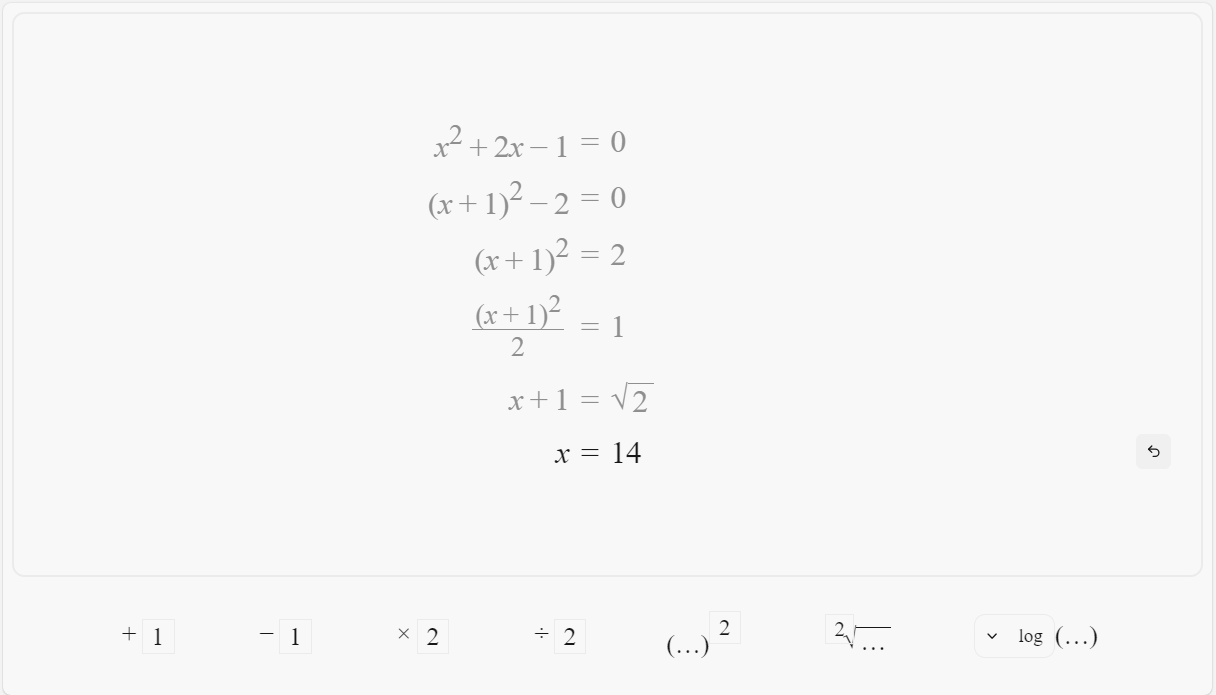 x² + 2x − 1 = 0
(x + 1)² − 2 = 0
(x + 1)² = 2
(x + 1)²/2 = 1
x + 1 = √2
x = 14
+ 1 − 1 × 2 ÷ 2 (…)² ²√… log (…)